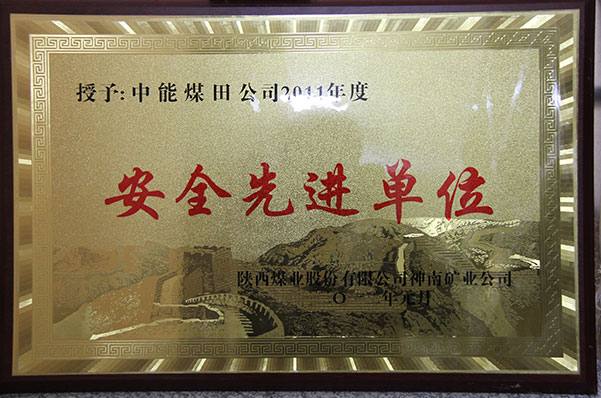 授予:中能煤田公司2011年度
安全先进单位
陕西煤业股份有限公司神南矿业公司
年元月